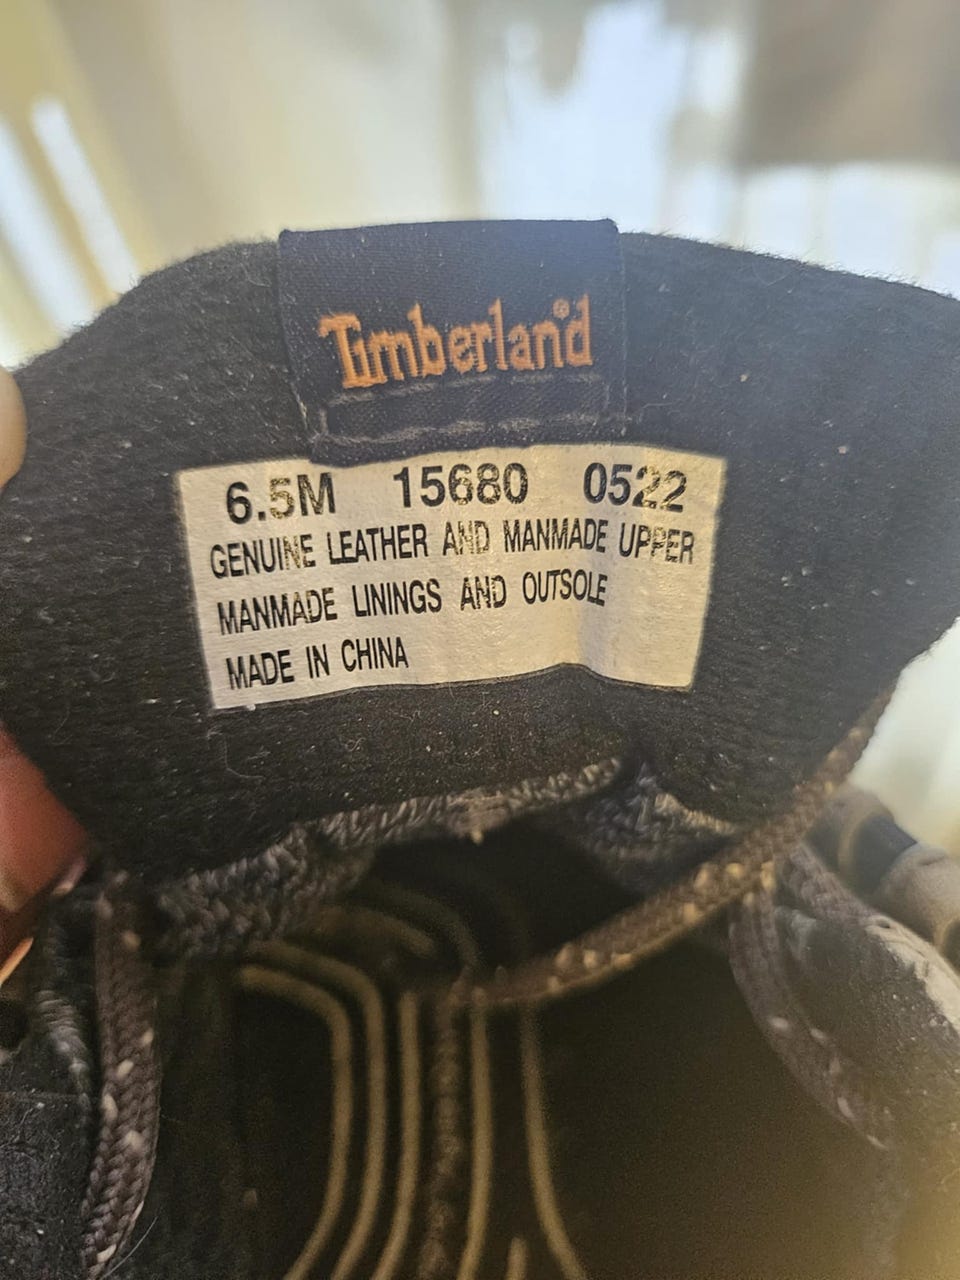 Timberland®
6.5M 15680 0522
GENUINE LEATHER AND MANMADE UPPER
MANMADE LININGS AND OUTSOLE
MADE IN CHINA